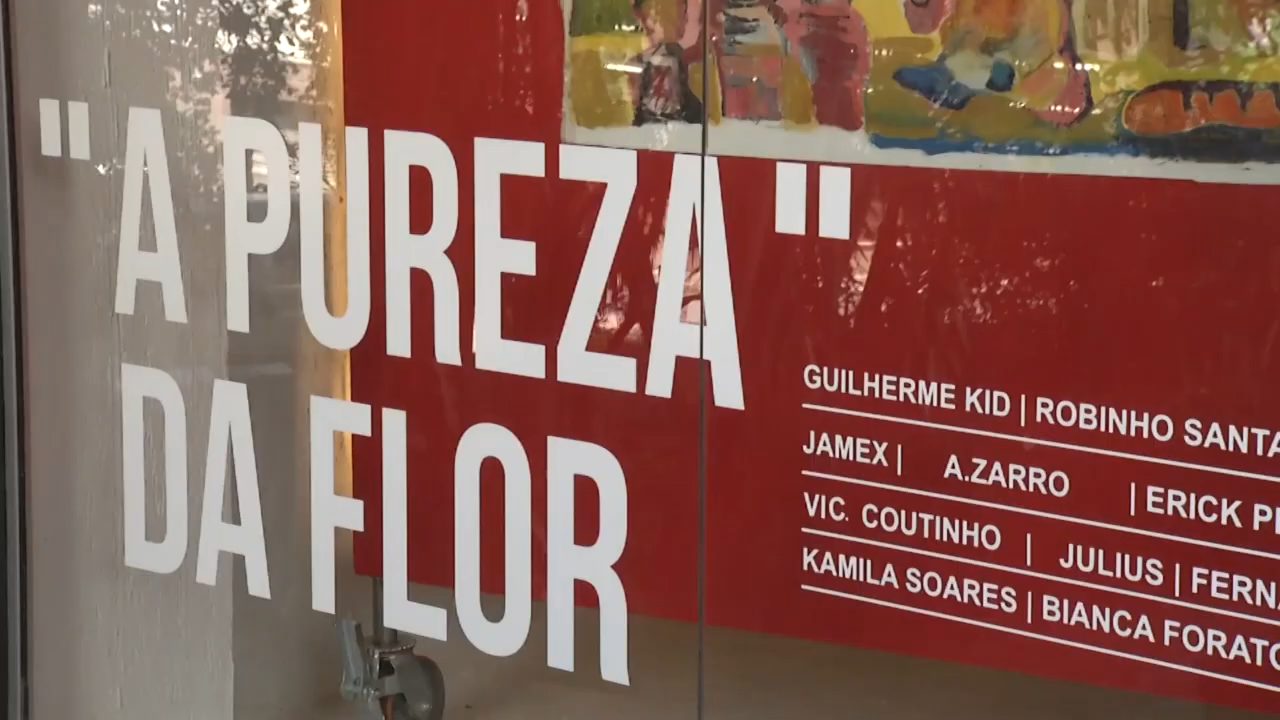 "A PUREZA"
DA FLOR
GUILHERME KID | ROBINHO
JAMEX | A.ZARRO | ERICK
VIC. COUTINHO | JULIUS |
KAMILA SOARES | BIANCA